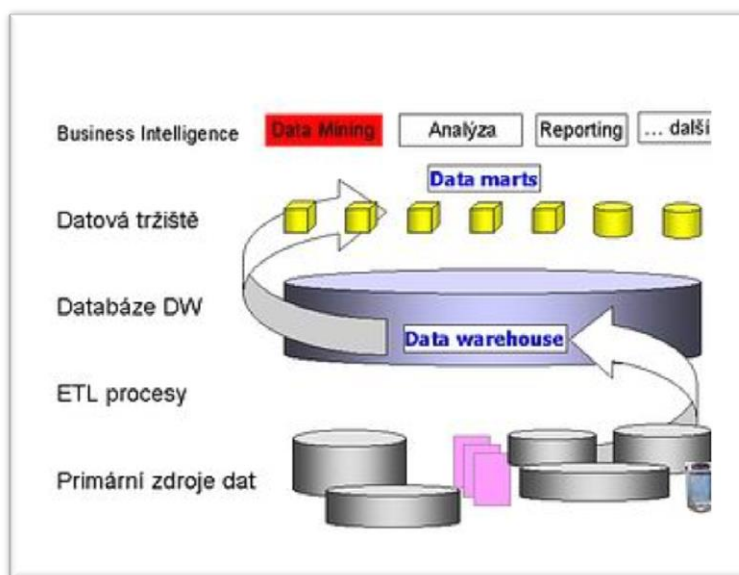 Business Intelligence Data Mining Analýza Reporting ... další
Data marts
Datová tržiště
Databáze DW
Data warehouse
ETL procesy
Primární zdroje dat